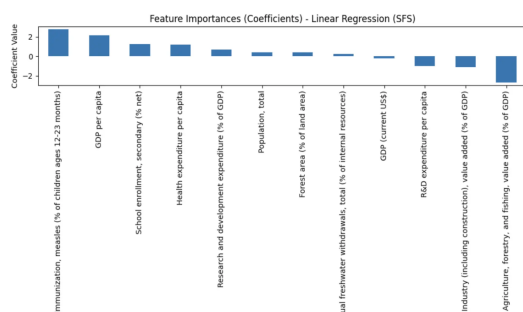 Feature Importances (Coefficients) - Linear Regression (SFS)
Coefficient Value
2
0
−2
mmunization, measles (% of children ages 12-23 months)
GDP per capita
School enrollment, secondary (% net)
Health expenditure per capita
Research and development expenditure (% of GDP)
Population, total
Forest area (% of land area)
ual freshwater withdrawals, total (% of internal resources)
GDP (current US$)
R&D expenditure per capita
Industry (including construction), value added (% of GDP)
Agriculture, forestry, and fishing, value added (% of GDP)